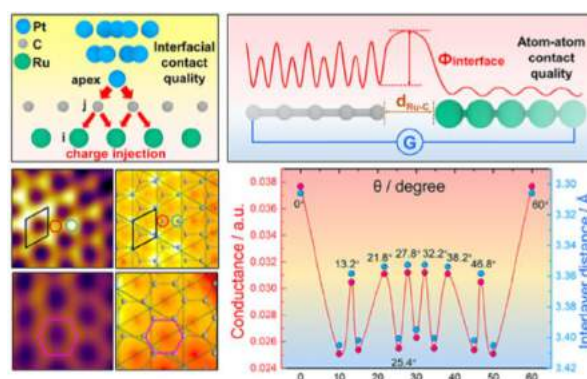 Pt
C
Ru
Interfacial
contact
quality
apex
j
i
charge injection
Φinterface
Atom-atom
contact
quality
dRu-C
G
θ / degree
Conductance / a.u.
0.038
0.036
0.034
0.032
0.030
0.028
0.026
0.024
0°
13.2°
21.8°
27.8°
32.2°
38.2°
46.8°
60°
25.4°
0 10 20 30 40 50 60
3.30
3.32
3.34
3.36
3.38
3.40
3.42
Interlayer distance / Å